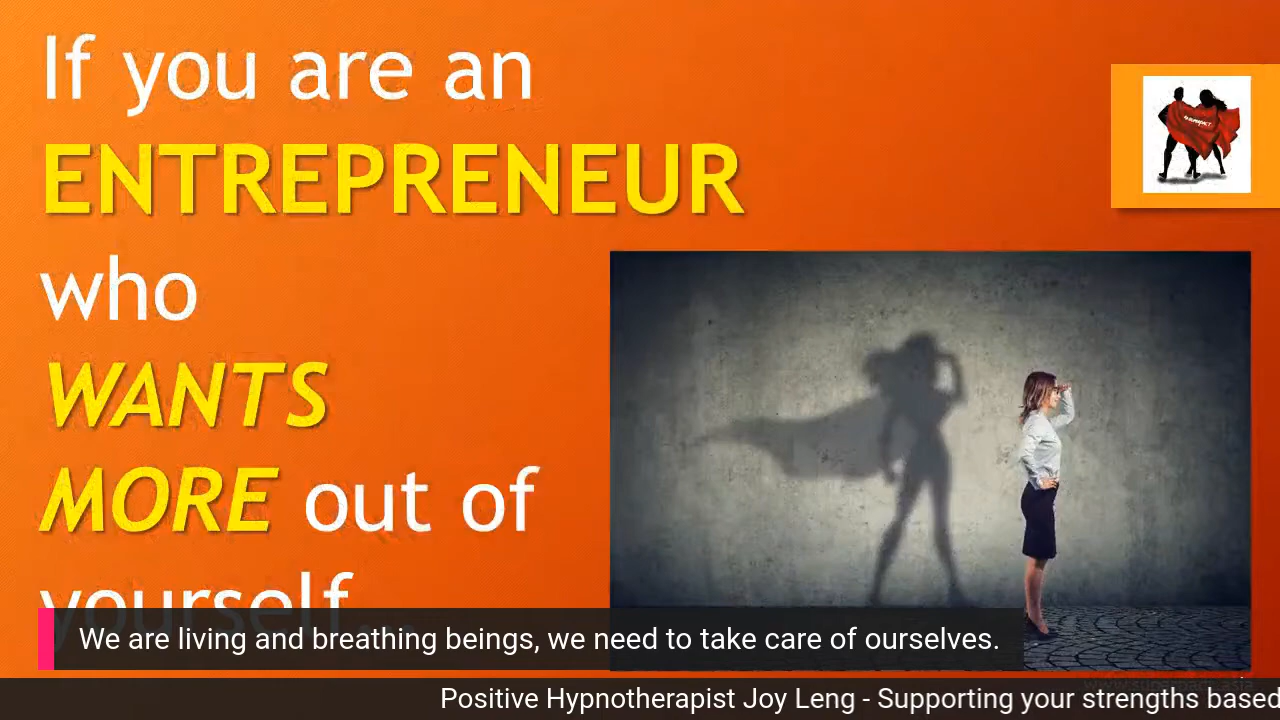 If you are an
ENTREPRENEUR
who
WANTS
MORE out of
yourself...
We are living and breathing beings, we need to take care of ourselves.
Positive Hypnotherapist Joy Leng - Supporting your strengths based